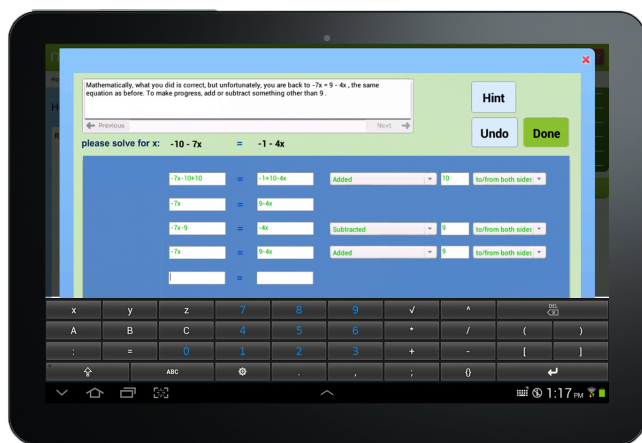 Mathematically, what you did is correct, but unfortunately, you are back to -7x = 9 - 4x , the same
equation as before. To make progress, add or subtract something other than 9 .
Previous
Next
Hint
Undo
Done
please solve for x: -10 - 7x = -1 - 4x
-7x-10+10 = -1+10-4x Added 10 to/from both sides
-7x = 9-4x
-7x-9 = -4x Subtracted 9 to/from both sides
-7x = 9-4x Added 9 to/from both sides
=
x y z 7 8 9 √ ^ DEL
A B C 4 5 6 * / ( )
: = 0 1 2 3 + - [ ]
ABC . , ; {}
1:17 PM